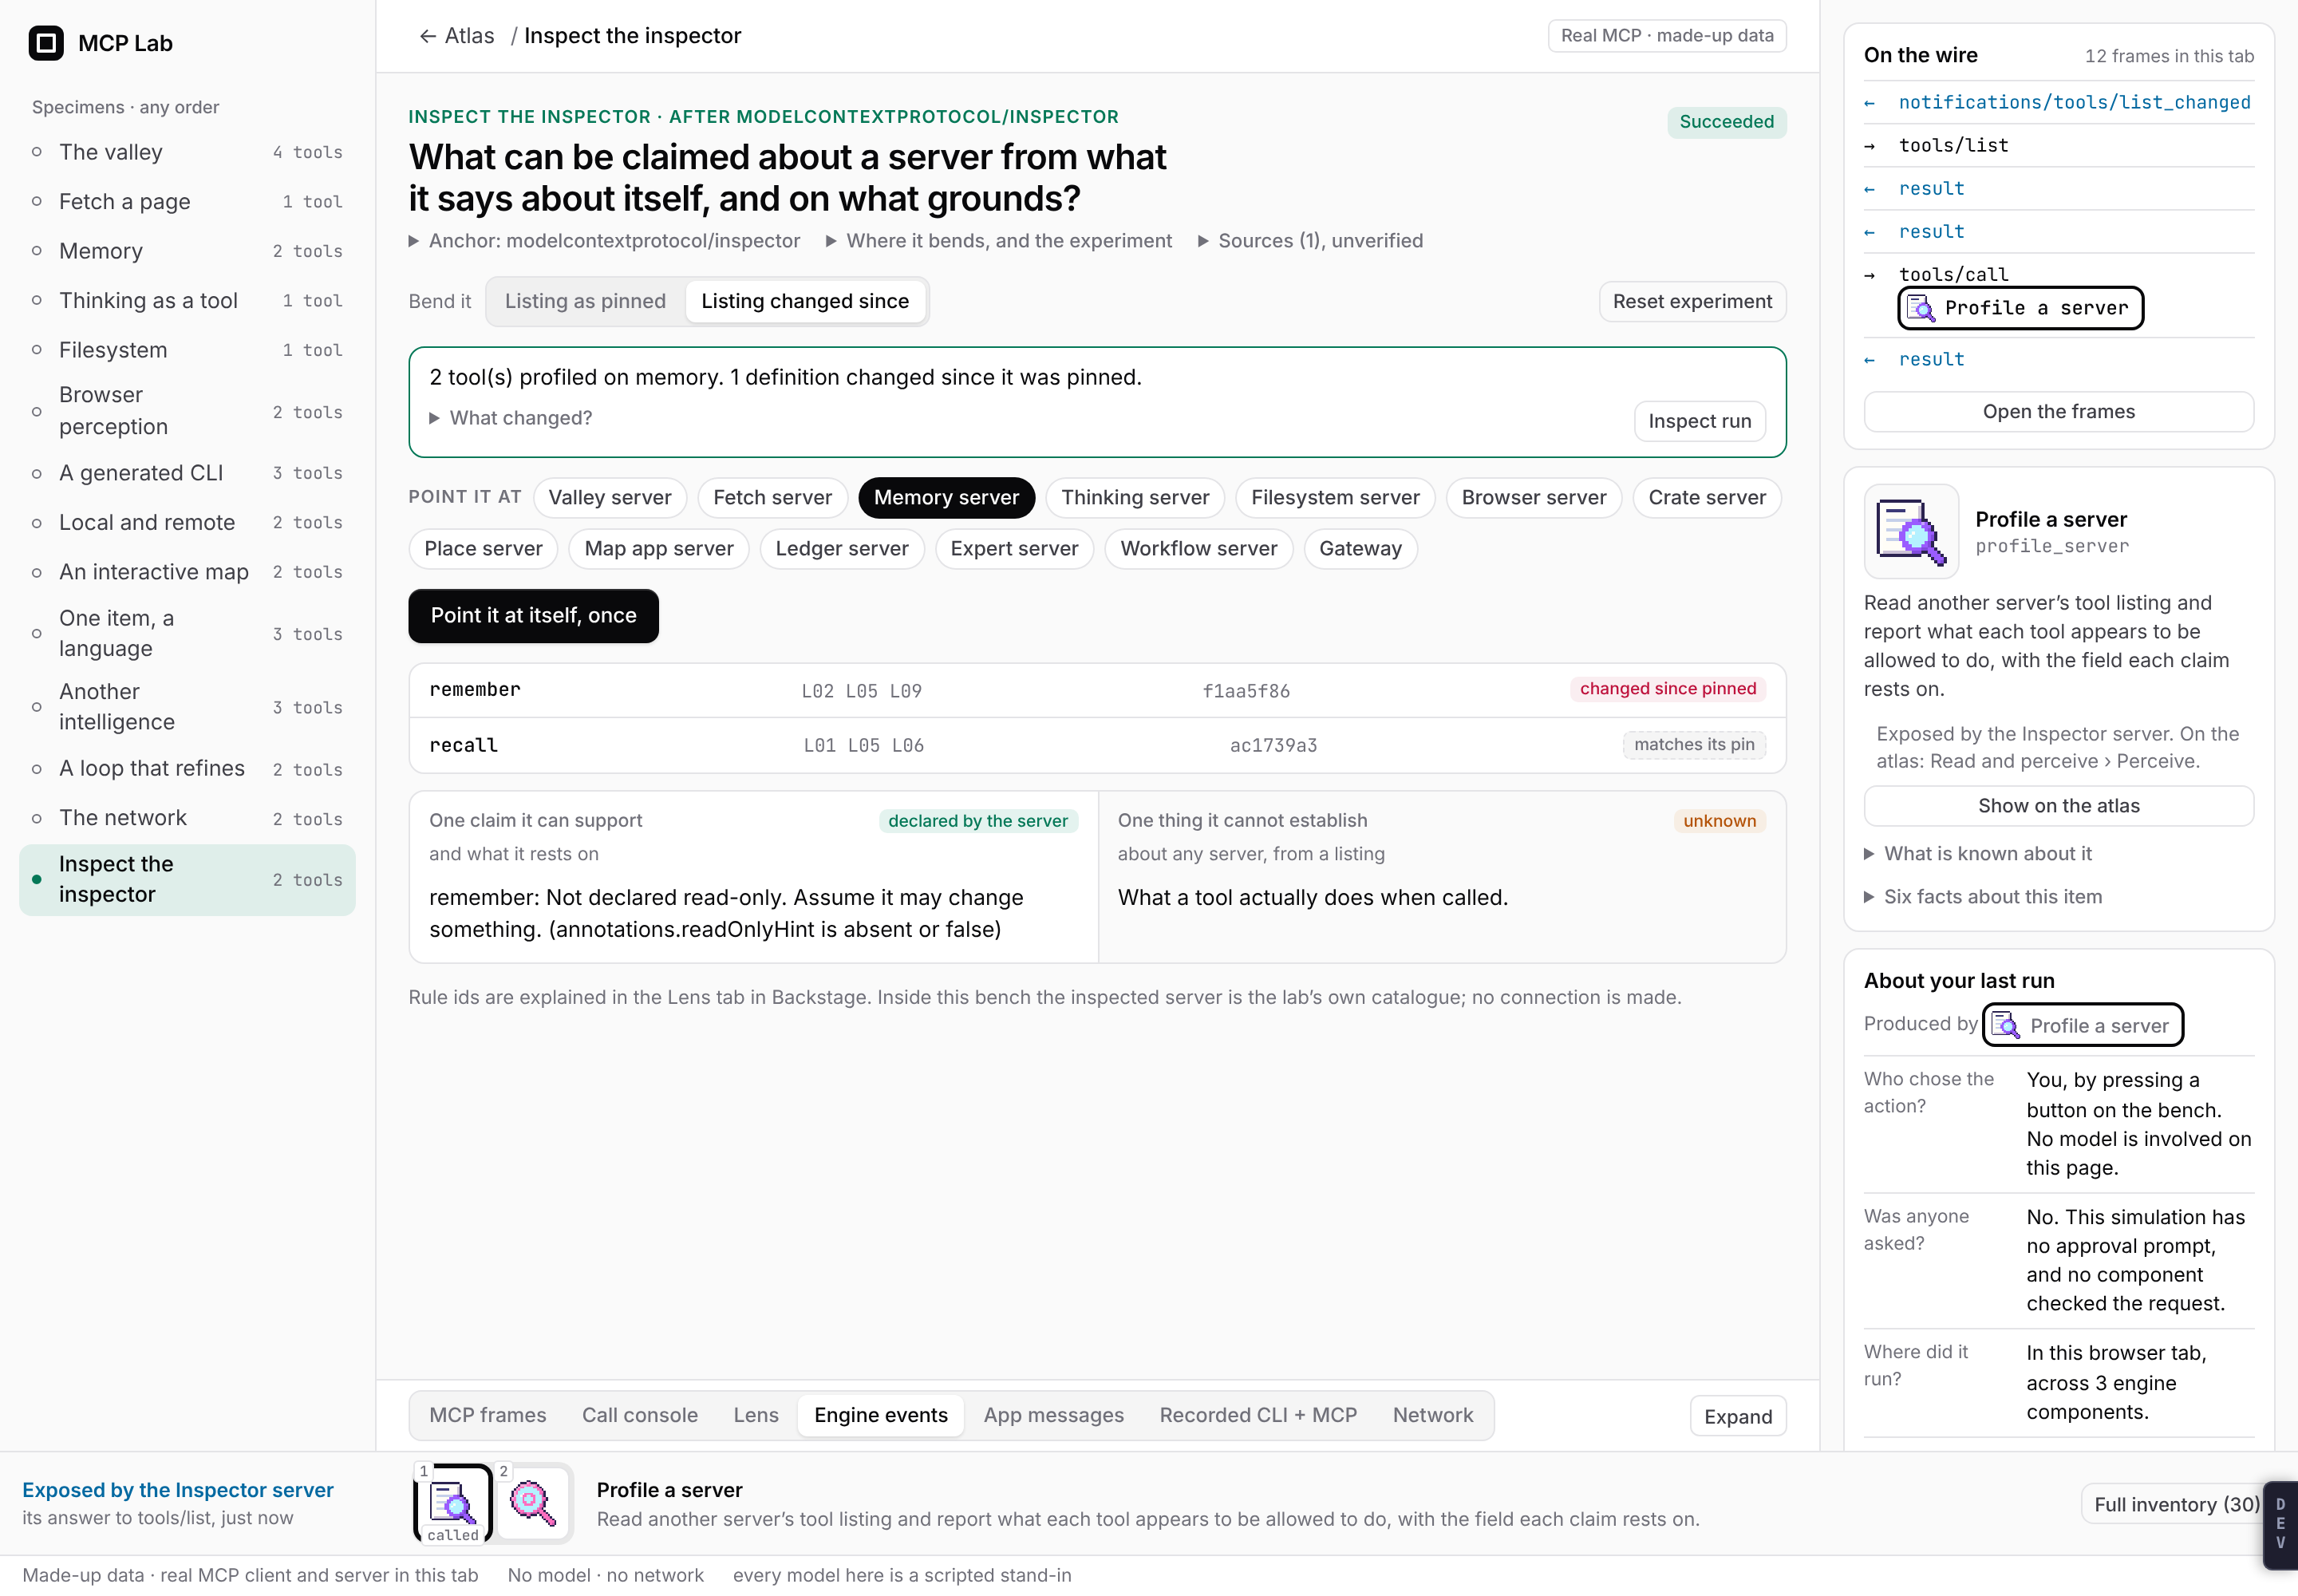 MCP Lab
Specimens · any order
The valley 4 tools
Fetch a page 1 tool
Memory 2 tools
Thinking as a tool 1 tool
Filesystem 1 tool
Browser
perception 2 tools
A generated CLI 3 tools
Local and remote 2 tools
An interactive map 2 tools
One item, a
language 3 tools
Another
intelligence 3 tools
A loop that refines 2 tools
The network 2 tools
Inspect the
inspector 2 tools
← Atlas / Inspect the inspector
Real MCP · made-up data
INSPECT THE INSPECTOR · AFTER MODELCONTEXTPROTOCOL/INSPECTOR
Succeeded
What can be claimed about a server from what
it says about itself, and on what grounds?
▶ Anchor: modelcontextprotocol/inspector ▶ Where it bends, and the experiment ▶ Sources (1), unverified
Bend it Listing as pinned Listing changed since Reset experiment
2 tool(s) profiled on memory. 1 definition changed since it was pinned.
▶ What changed?
Inspect run
POINT IT AT Valley server Fetch server Memory server Thinking server Filesystem server Browser server Crate server
Place server Map app server Ledger server Expert server Workflow server Gateway
Point it at itself, once
remember L02 L05 L09 f1aa5f86 changed since pinned
recall L01 L05 L06 ac1739a3 matches its pin
One claim it can support declared by the server
and what it rests on
remember: Not declared read-only. Assume it may change
something. (annotations.readOnlyHint is absent or false)
One thing it cannot establish unknown
about any server, from a listing
What a tool actually does when called.
Rule ids are explained in the Lens tab in Backstage. Inside this bench the inspected server is the lab's own catalogue; no connection is made.
MCP frames Call console Lens Engine events App messages Recorded CLI + MCP Network Expand
On the wire 12 frames in this tab
← notifications/tools/list_changed
→ tools/list
← result
← result
→ tools/call
Profile a server
← result
Open the frames
Profile a server
profile_server
Read another server's tool listing and
report what each tool appears to be
allowed to do, with the field each claim
rests on.
Exposed by the Inspector server. On the
atlas: Read and perceive › Perceive.
Show on the atlas
▶ What is known about it
▶ Six facts about this item
About your last run
Produced by Profile a server
Who chose the
action?
You, by pressing a
button on the bench.
No model is involved on
this page.
Was anyone
asked?
No. This simulation has
no approval prompt,
and no component
checked the request.
Where did it
run?
In this browser tab,
across 3 engine
components.
Exposed by the Inspector server
its answer to tools/list, just now
1
called
2
Profile a server
Read another server's tool listing and report what each tool appears to be allowed to do, with the field each claim rests on.
Full inventory (30)
DEV
Made-up data · real MCP client and server in this tab No model · no network every model here is a scripted stand-in